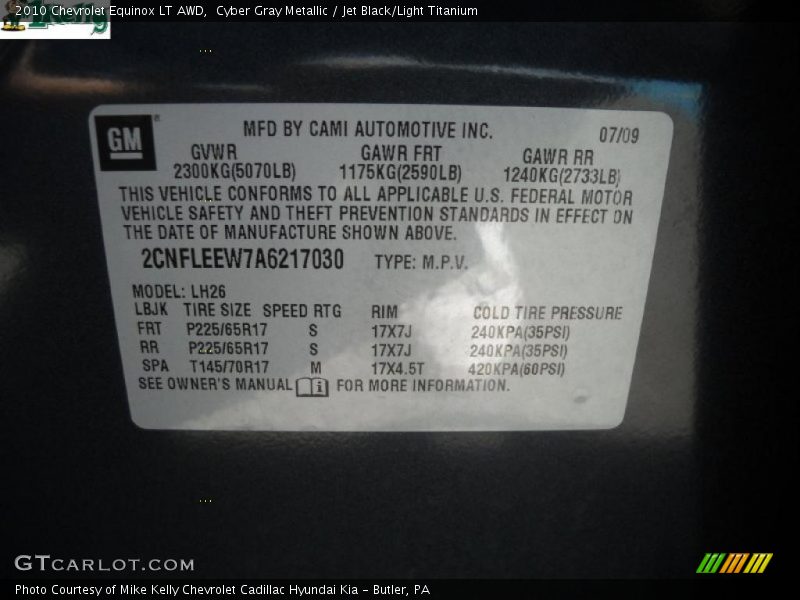 2010 Chevrolet Equinox LT AWD,  Cyber Gray Metallic / Jet Black/Light Titanium
GM
MFD BY CAMI AUTOMOTIVE INC. 07/09
GVWR GAWR FRT GAWR RR
2300KG(5070LB) 1175KG(2590LB) 1240KG(2733LB)
THIS VEHICLE CONFORMS TO ALL APPLICABLE U.S. FEDERAL MOTOR
VEHICLE SAFETY AND THEFT PREVENTION STANDARDS IN EFFECT ON
THE DATE OF MANUFACTURE SHOWN ABOVE.
2CNFLEEW7A6217030 TYPE: M.P.V.
MODEL: LH26
LBJK TIRE SIZE SPEED RTG RIM COLD TIRE PRESSURE
FRT P225/65R17 S 17X7J 240KPA(35PSI)
RR P225/65R17 S 17X7J 240KPA(35PSI)
SPA T145/70R17 M 17X4.5T 420KPA(60PSI)
SEE OWNER'S MANUAL FOR MORE INFORMATION.
GTCARLOT.COM
Photo Courtesy of Mike Kelly Chevrolet Cadillac Hyundai Kia – Butler, PA